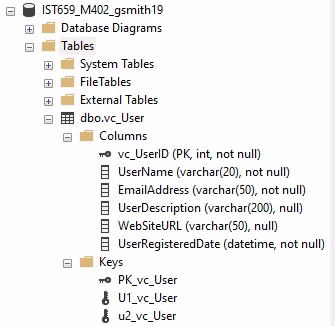 IST659_M402_gsmith19
Database Diagrams
Tables
System Tables
FileTables
External Tables
dbo.vc_User
Columns
vc_UserID (PK, int, not null)
UserName (varchar(20), not null)
EmailAddress (varchar(50), not null)
UserDescription (varchar(200), null)
WebSiteURL (varchar(50), null)
UserRegisteredDate (datetime, not null)
Keys
PK_vc_User
U1_vc_User
u2_vc_User